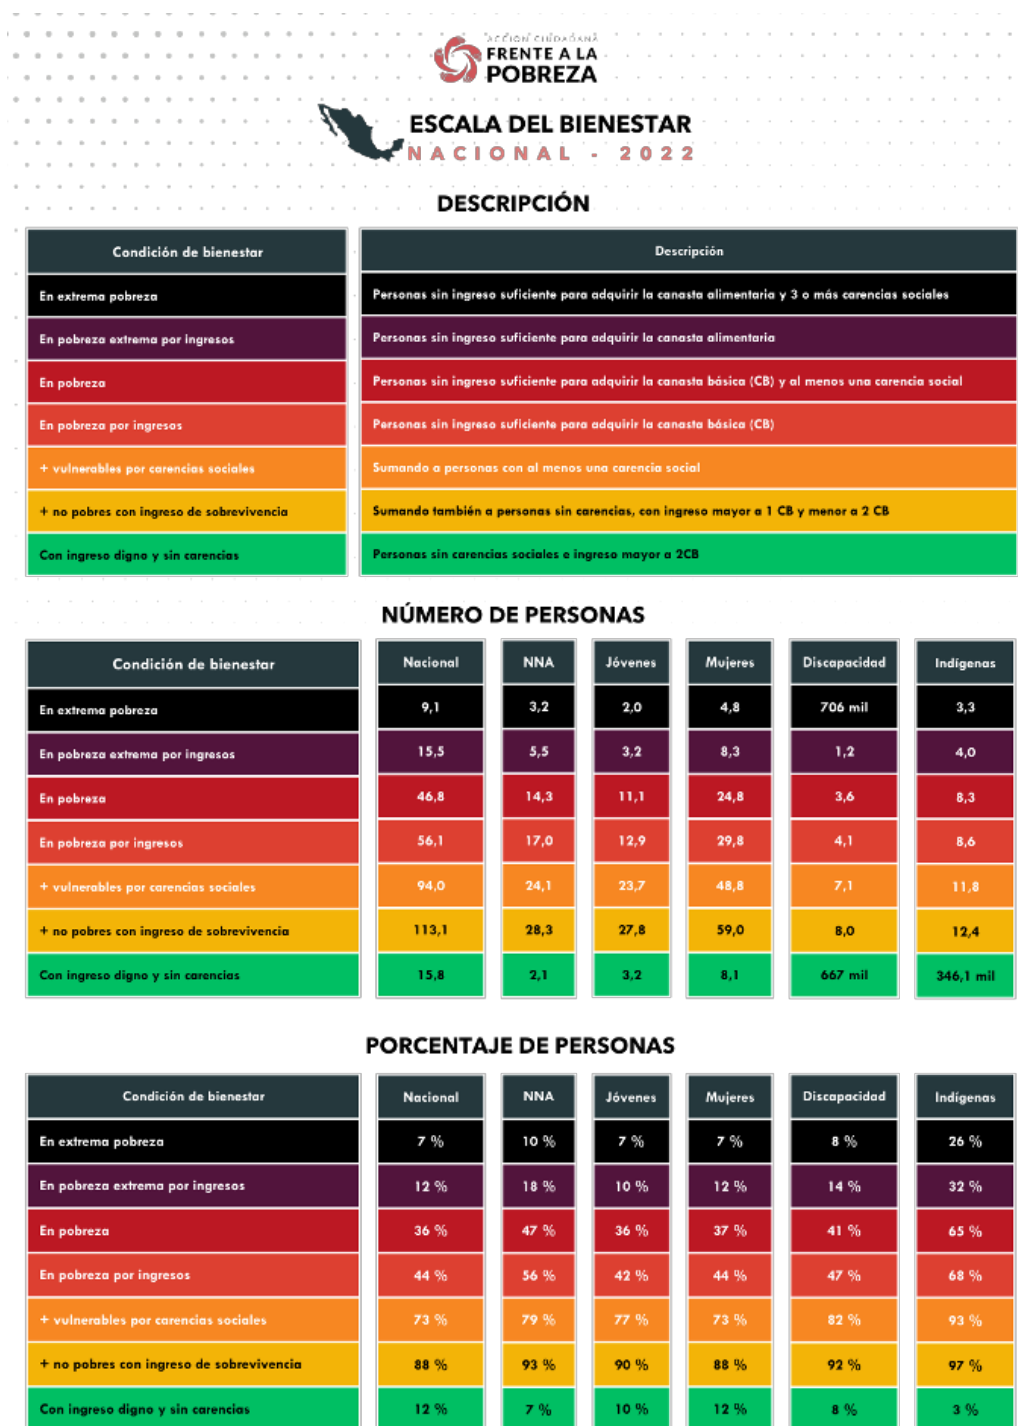 ACCIÓN CIUDADANA
FRENTE A LA
POBREZA
ESCALA DEL BIENESTAR
NACIONAL - 2022
DESCRIPCIÓN
Condición de bienestar Descripción
En extrema pobreza Personas sin ingreso suficiente para adquirir la canasta alimentaria y 3 o más carencias sociales
En pobreza extrema por ingresos Personas sin ingreso suficiente para adquirir la canasta alimentaria
En pobreza Personas sin ingreso suficiente para adquirir la canasta básica (CB) y al menos una carencia social
En pobreza por ingresos Personas sin ingreso suficiente para adquirir la canasta básica (CB)
+ vulnerables por carencias sociales Sumando a personas con al menos una carencia social
+ no pobres con ingreso de sobrevivencia Sumando también a personas sin carencias, con ingreso mayor a 1 CB y menor a 2 CB
Con ingreso digno y sin carencias Personas sin carencias sociales e ingreso mayor a 2CB
NÚMERO DE PERSONAS
Condición de bienestar Nacional NNA Jóvenes Mujeres Discapacidad Indígenas
En extrema pobreza 9,1 3,2 2,0 4,8 706 mil 3,3
En pobreza extrema por ingresos 15,5 5,5 3,2 8,3 1,2 4,0
En pobreza 46,8 14,3 11,1 24,8 3,6 8,3
En pobreza por ingresos 56,1 17,0 12,9 29,8 4,1 8,6
+ vulnerables por carencias sociales 94,0 24,1 23,7 48,8 7,1 11,8
+ no pobres con ingreso de sobrevivencia 113,1 28,3 27,8 59,0 8,0 12,4
Con ingreso digno y sin carencias 15,8 2,1 3,2 8,1 667 mil 346,1 mil
PORCENTAJE DE PERSONAS
Condición de bienestar Nacional NNA Jóvenes Mujeres Discapacidad Indígenas
En extrema pobreza 7 % 10 % 7 % 7 % 8 % 26 %
En pobreza extrema por ingresos 12 % 18 % 10 % 12 % 14 % 32 %
En pobreza 36 % 47 % 36 % 37 % 41 % 65 %
En pobreza por ingresos 44 % 56 % 42 % 44 % 47 % 68 %
+ vulnerables por carencias sociales 73 % 79 % 77 % 73 % 82 % 93 %
+ no pobres con ingreso de sobrevivencia 88 % 93 % 90 % 88 % 92 % 97 %
Con ingreso digno y sin carencias 12 % 7 % 10 % 12 % 8 % 3 %